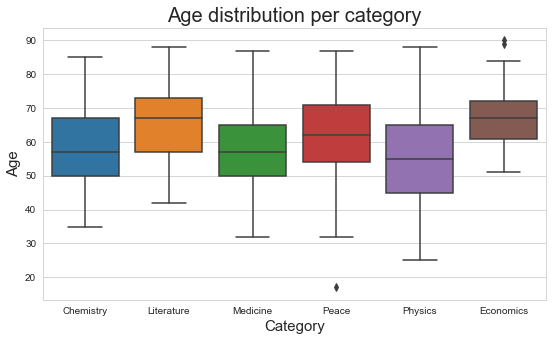 Age distribution per category
Age
90
80
70
60
50
40
30
20
Chemistry Literature Medicine Peace Physics Economics
Category